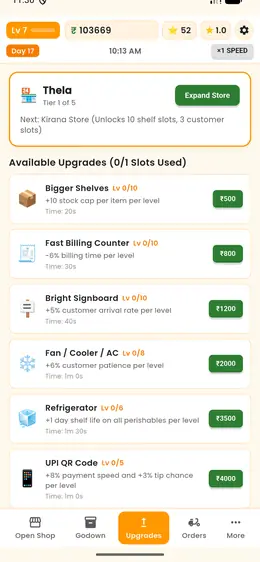 Lv 7
₹ 103669
52
1.0
Day 17
10:13 AM
×1 SPEED
Thela
Tier 1 of 5
Expand Store
Next: Kirana Store (Unlocks 10 shelf slots, 3 customer
slots)
Available Upgrades (0/1 Slots Used)
Bigger Shelves Lv 0/10
+10 stock cap per item per level
Time: 20s
₹500
Fast Billing Counter Lv 0/10
-6% billing time per level
Time: 30s
₹800
Bright Signboard Lv 0/10
+5% customer arrival rate per level
Time: 40s
₹1200
Fan / Cooler / AC Lv 0/8
+6% customer patience per level
Time: 1m 0s
₹2000
Refrigerator Lv 0/6
+1 day shelf life on all perishables per level
Time: 1m 30s
₹3500
UPI QR Code Lv 0/5
+8% payment speed and +3% tip chance
per level
Time: 1m 0s
₹4000
Open Shop
Godown
Upgrades
Orders
More